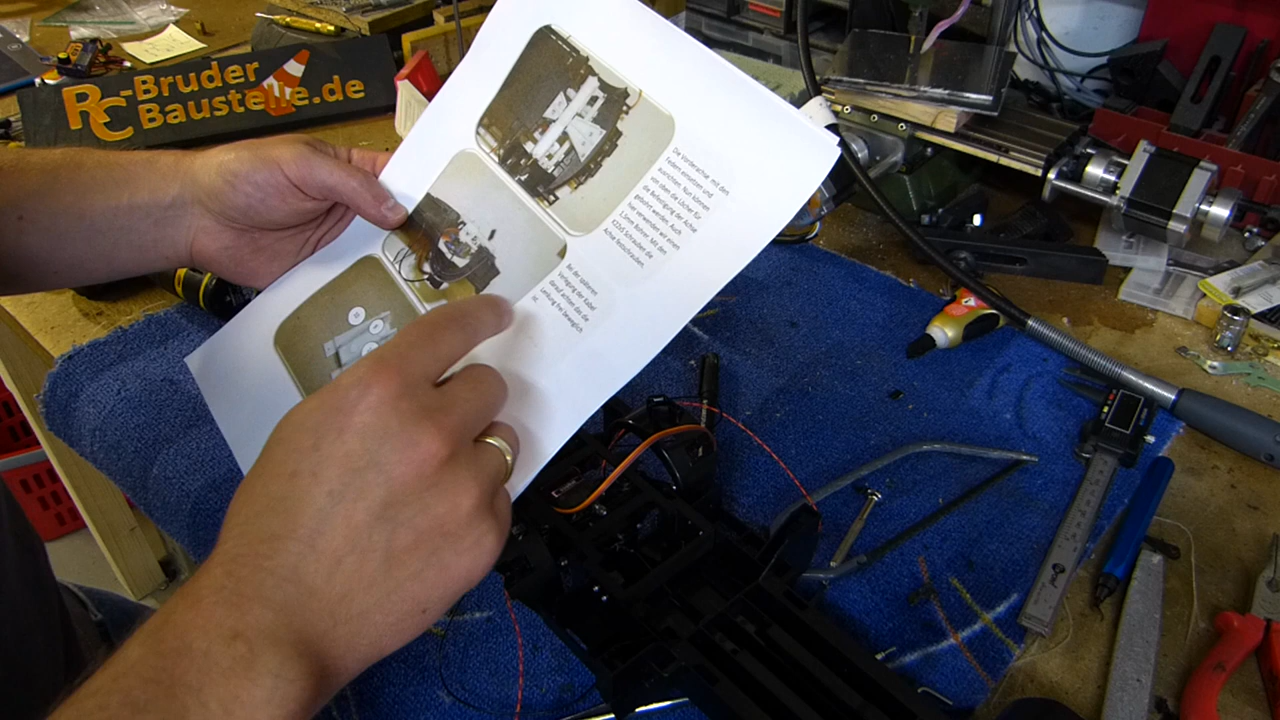 RC-Bruder
Baustelle.de
Die Vorderachse mit den
Federn einsetzen und
ausrichten. Nun können
von oben die Löcher für
die Befestigung der Achse
gebohrt werden. Auch
hier verwenden wir einen
1,5mm Bohrer. Mit den
Schrauben die
Achse festschrauben.
Bei der späteren
Verlegung der Kabel
darauf achten das die
Lenkung frei beweglich
ist.